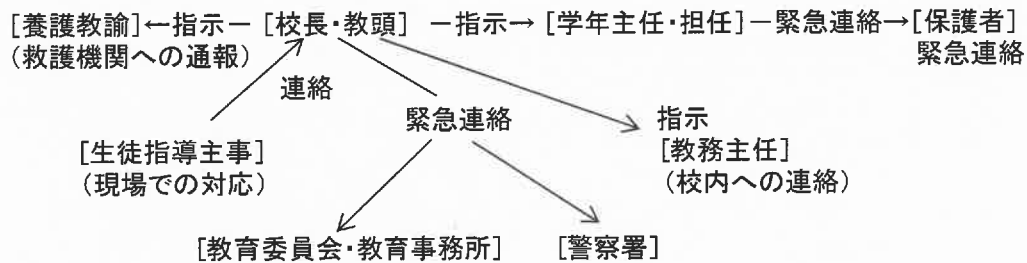 [養護教諭]←指示－ [校長・教頭] －指示→ [学年主任・担任]－緊急連絡→[保護者]
(救護機関への通報) 緊急連絡
連絡
緊急連絡 指示
[生徒指導主事] [教務主任]
(現場での対応) (校内への連絡)
[教育委員会・教育事務所] [警察署]